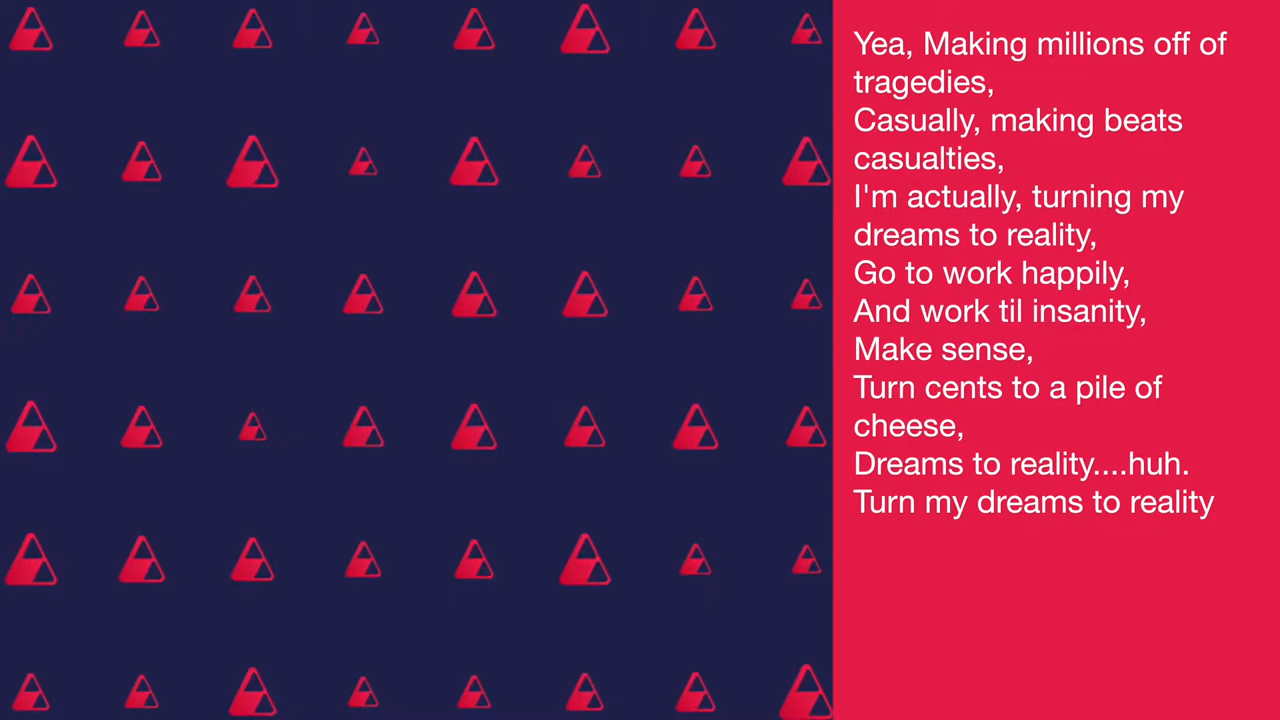 Yea, Making millions off of
tragedies,
Casually, making beats
casualties,
I'm actually, turning my
dreams to reality,
Go to work happily,
And work til insanity,
Make sense,
Turn cents to a pile of
cheese,
Dreams to reality....huh.
Turn my dreams to reality